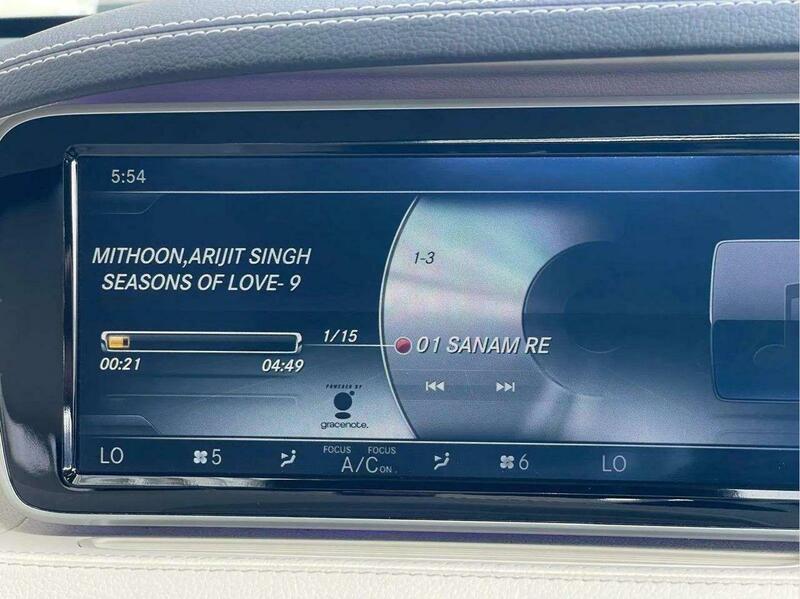 5:54
MITHOON,ARIJIT SINGH
SEASONS OF LOVE- 9
1-3
1/15
01 SANAM RE
00:21
04:49
POWERED BY
gracenote.
LO
5
FOCUS
FOCUS
A/C ON
6
LO